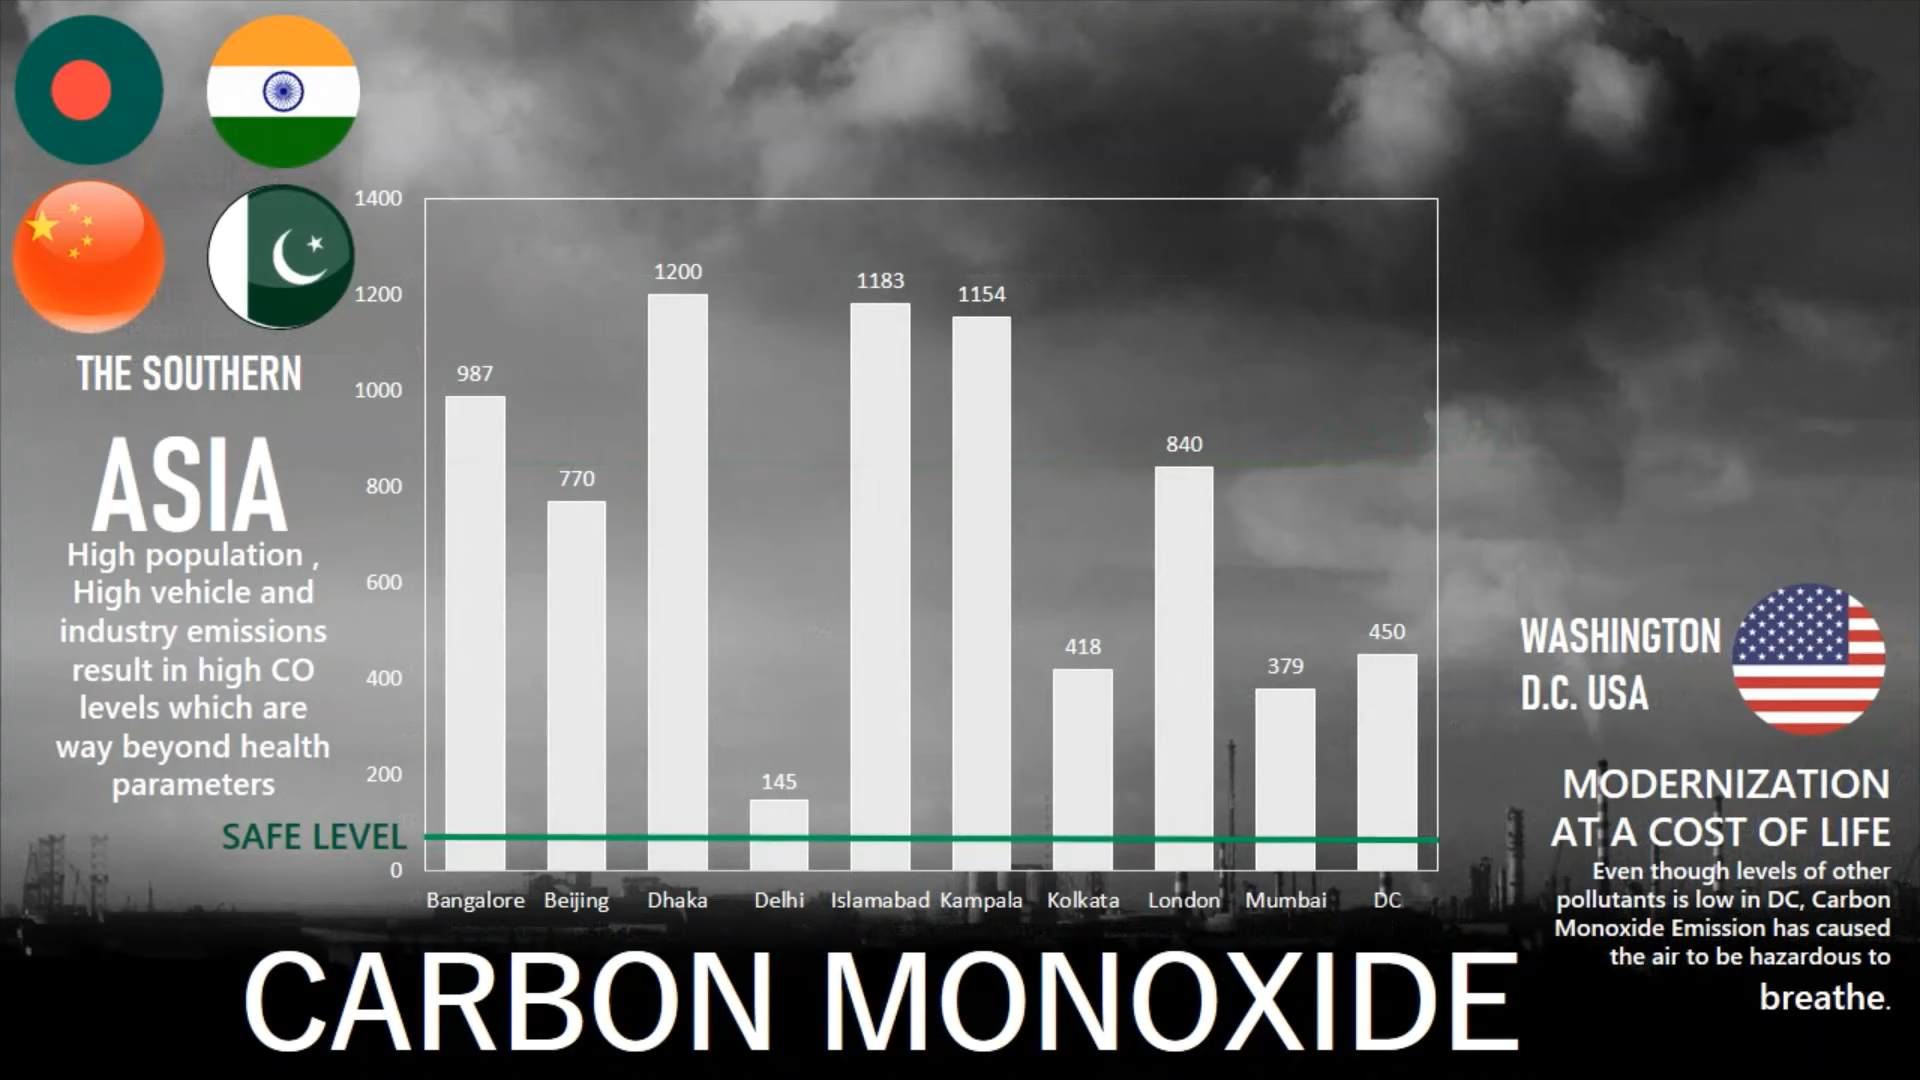 THE SOUTHERN
ASIA
High population ,
High vehicle and
industry emissions
result in high CO
levels which are
way beyond health
parameters
SAFE LEVEL
1400
1200
1000
800
600
400
200
0
987
770
1200
145
1183
1154
418
840
379
450
Bangalore Beijing Dhaka Delhi Islamabad Kampala Kolkata London Mumbai DC
WASHINGTON
D.C. USA
MODERNIZATION
AT A COST OF LIFE
Even though levels of other
pollutants is low in DC, Carbon
Monoxide Emission has caused
the air to be hazardous to
breathe.
CARBON MONOXIDE